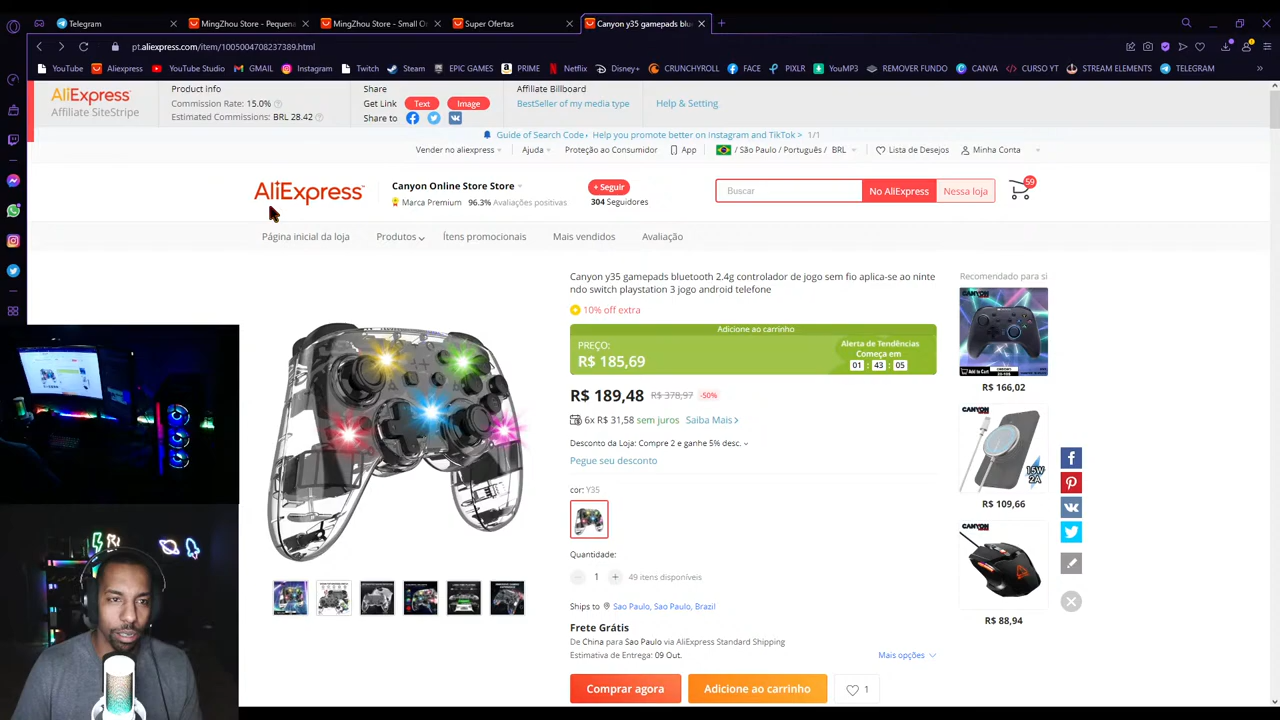 Telegram
MingZhou Store - Pequena
MingZhou Store - Small O
Super Ofertas
Canyon y35 gamepads blu
pt.aliexpress.com/item/1005004708237389.html
YouTube
Aliexpress
YouTube Studio
GMAIL
Instagram
Twitch
Steam
EPIC GAMES
PRIME
Netflix
Disney+
CRUNCHYROLL
FACE
PIXLR
YouMP3
REMOVER FUNDO
CANVA
CURSO YT
STREAM ELEMENTS
TELEGRAM
AliExpress
Affiliate SiteStripe
Product info
Commission Rate: 15.0%
Estimated Commissions: BRL 28.42
Share
Get Link Text Image
Share to
Affiliate Billboard
BestSeller of my media type
Help & Setting
Guide of Search Code, Help you promote better on Instagram and TikTok > 1/1
Vender no aliexpress
Ajuda
Proteção ao Consumidor
App
/ São Paulo / Português / BRL
Lista de Desejos
Minha Conta
AliExpress
Canyon Online Store Store
Marca Premium 96.3% Avaliações positivas
+ Seguir
304 Seguidores
Buscar
No AliExpress
Nessa loja
59
Página inicial da loja
Produtos
Ítens promocionais
Mais vendidos
Avaliação
Canyon y35 gamepads bluetooth 2.4g controlador de jogo sem fio aplica-se ao ninte
ndo switch playstation 3 jogo android telefone
10% off extra
Adicione ao carrinho
PREÇO:
R$ 185,69
Alerta de Tendências
Começa em
01 : 43 : 05
R$ 189,48 R$ 378,97 -50%
6x R$ 31,58 sem juros Saiba Mais >
Desconto da Loja: Compre 2 e ganhe 5% desc.
Pegue seu desconto
cor: Y35
Quantidade:
1
49 itens disponíveis
Ships to Sao Paulo, Sao Paulo, Brazil
Frete Grátis
De China para Sao Paulo via AliExpress Standard Shipping
Estimativa de Entrega: 09 Out.
Mais opções
Comprar agora
Adicione ao carrinho
1
Recomendado para si
CANYON
R$ 166,02
CANYON
15W
2A
R$ 109,66
CANYON
R$ 88,94